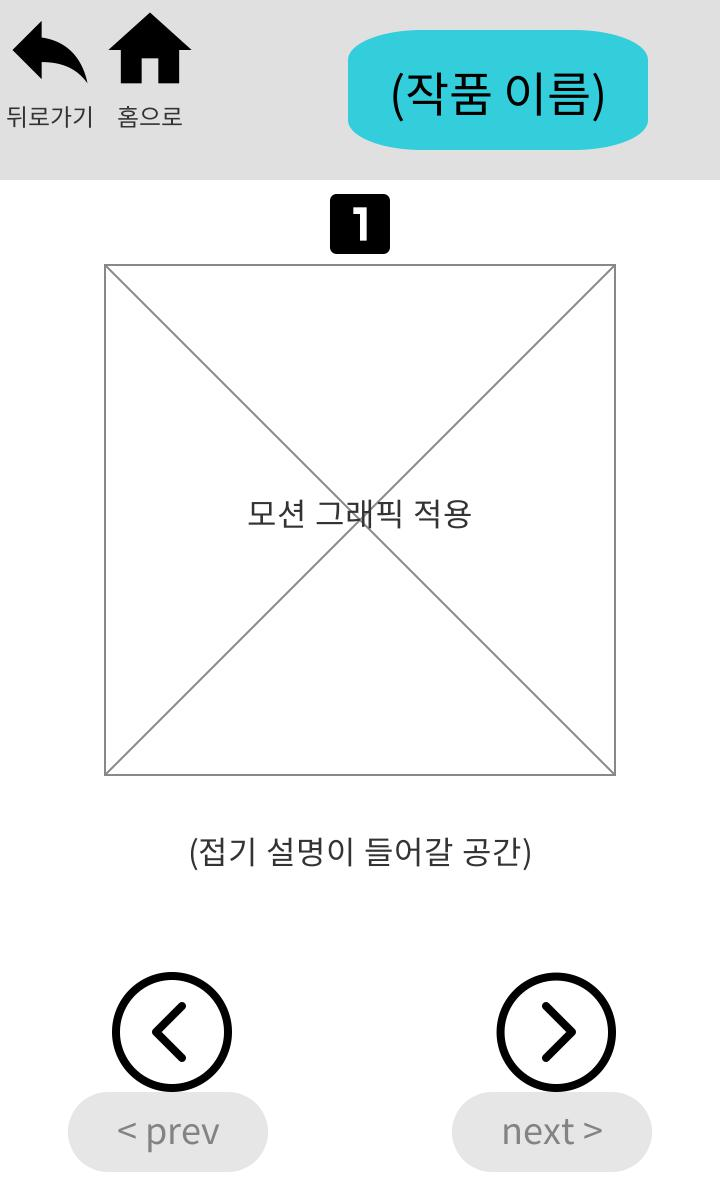 뒤로가기 홈으로
(작품 이름)
1
모션 그래픽 적용
(접기 설명이 들어갈 공간)
< prev
next >